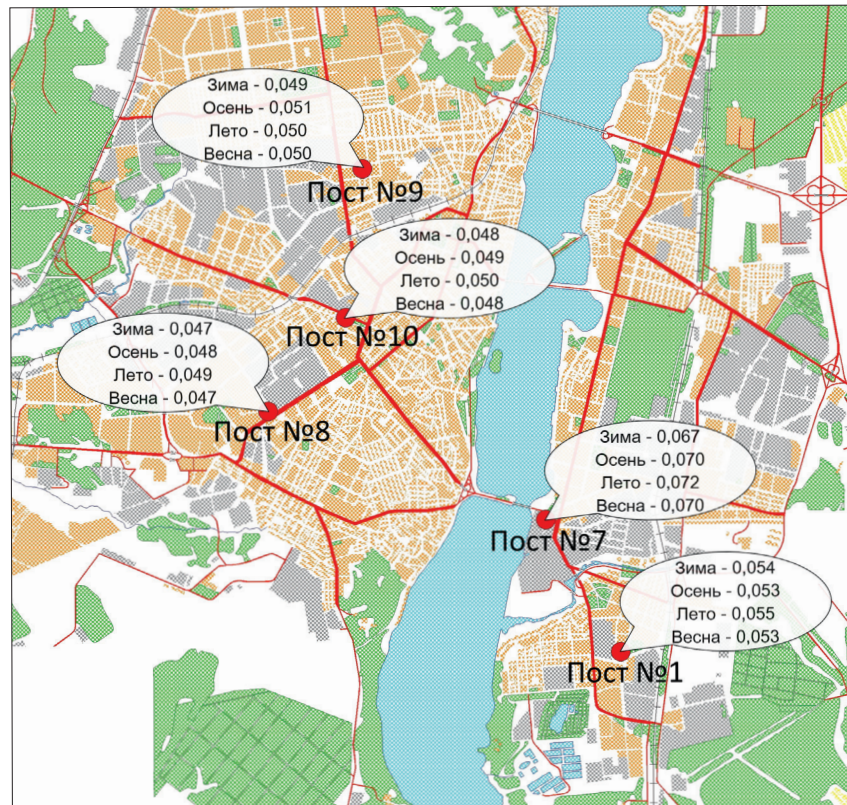 Зима - 0,049
Осень - 0,051
Лето - 0,050
Весна - 0,050
Пост №9
Зима - 0,048
Осень - 0,049
Лето - 0,050
Весна - 0,048
Пост №10
Зима - 0,047
Осень - 0,048
Лето - 0,049
Весна - 0,047
Пост №8
Зима - 0,067
Осень - 0,070
Лето - 0,072
Весна - 0,070
Пост №7
Зима - 0,054
Осень - 0,053
Лето - 0,055
Весна - 0,053
Пост №1